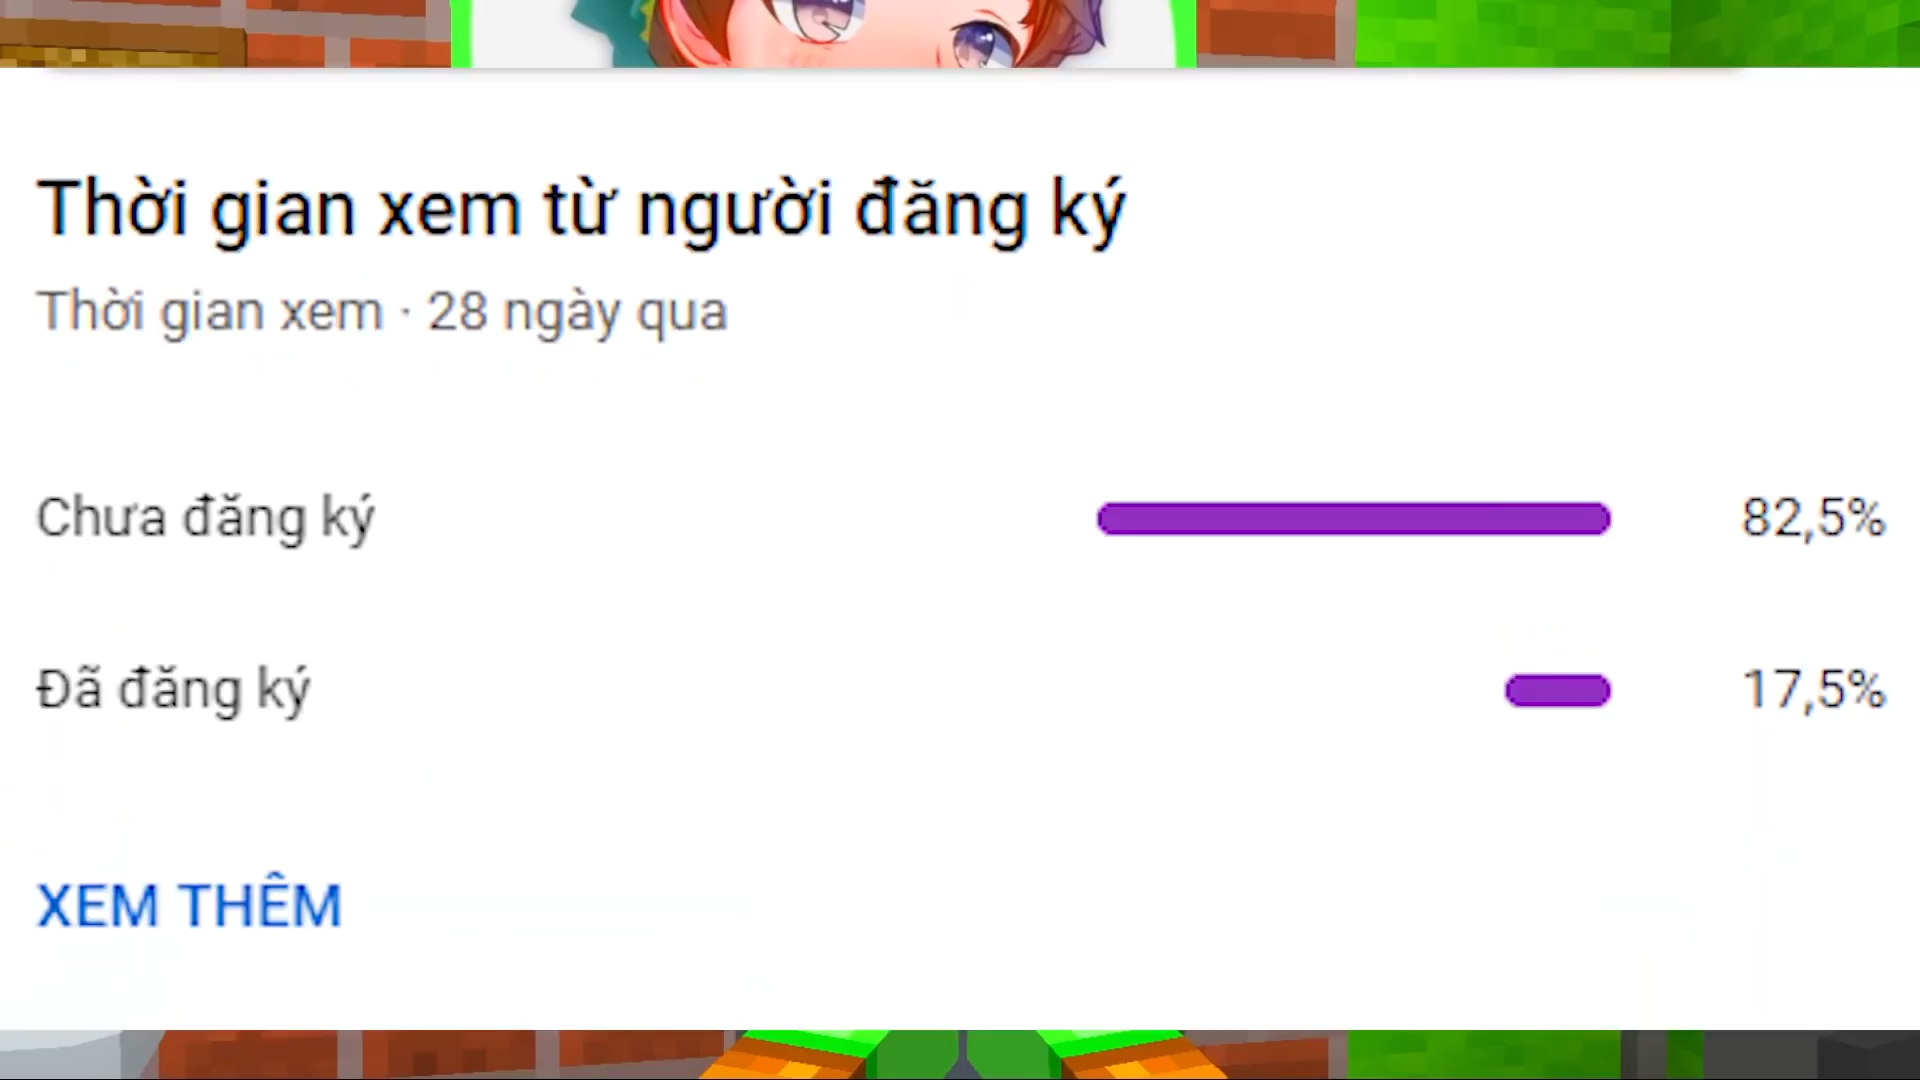 Thời gian xem từ người đăng ký
Thời gian xem · 28 ngày qua
Chưa đăng ký 82,5%
Đã đăng ký 17,5%
XEM THÊM